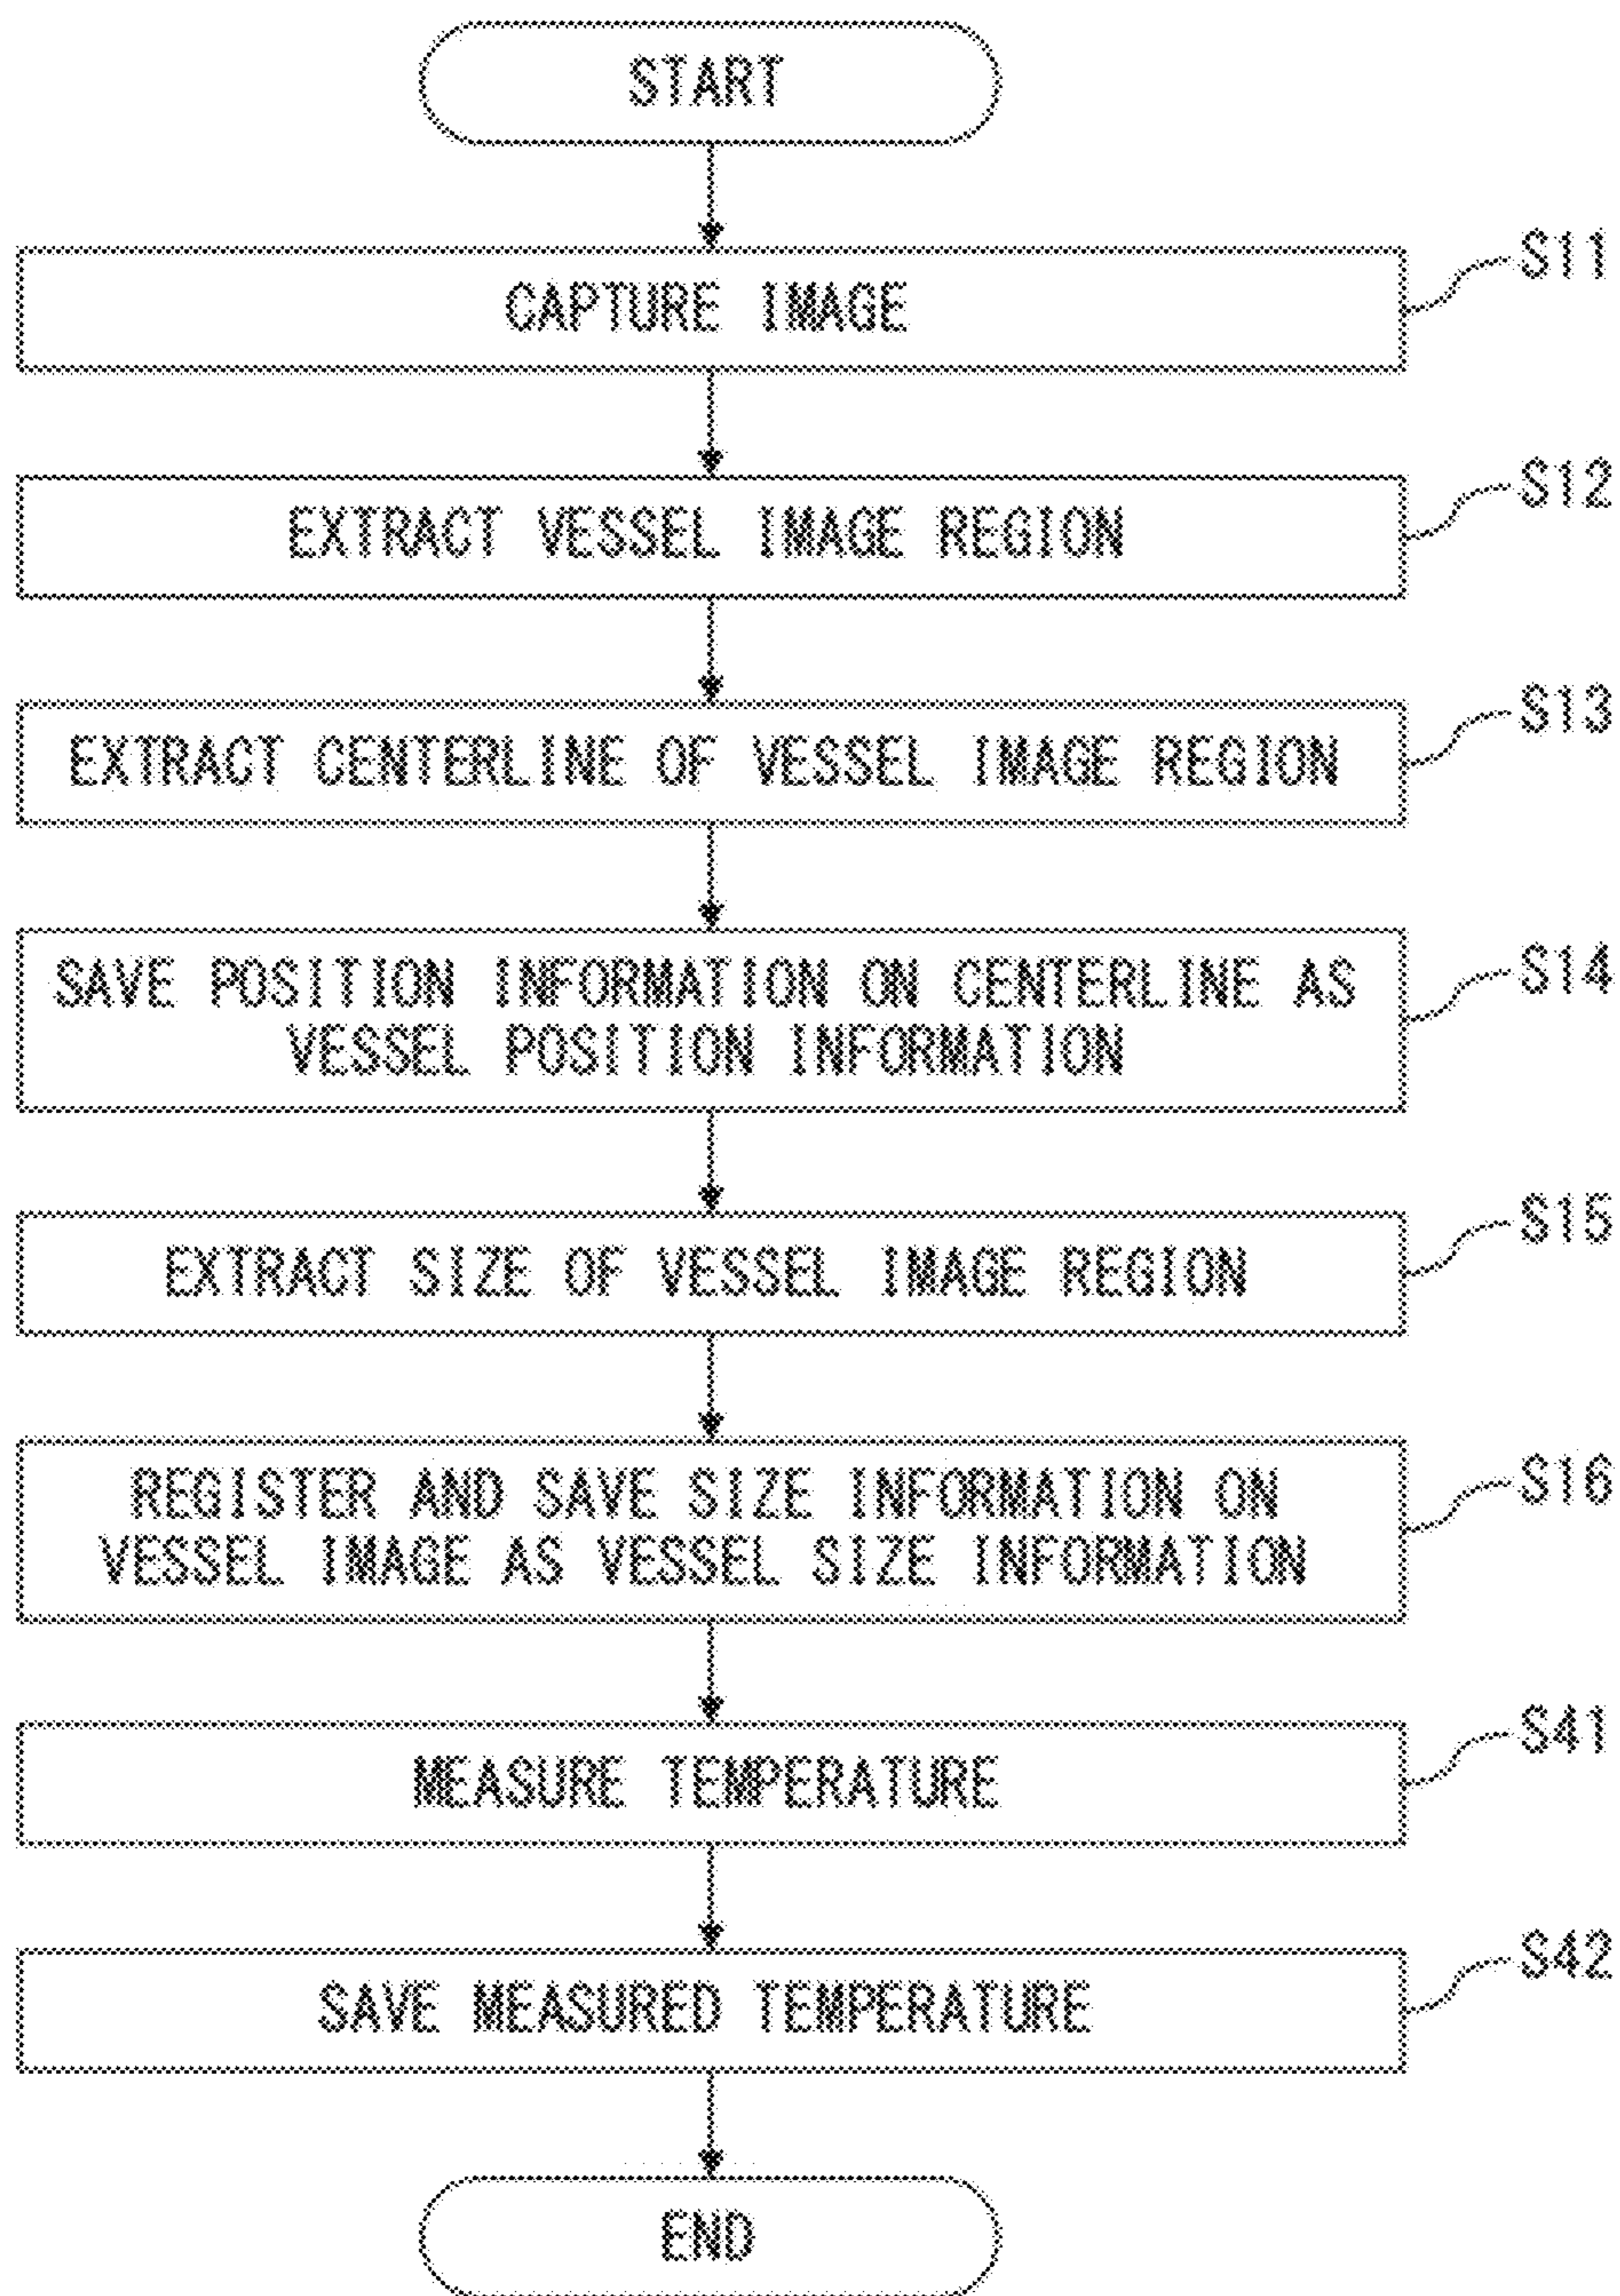 START
CAPTURE IMAGE
S11
EXTRACT VESSEL IMAGE REGION
S12
EXTRACT CENTERLINE OF VESSEL IMAGE REGION
S13
SAVE POSITION INFORMATION ON CENTERLINE AS
VESSEL POSITION INFORMATION
S14
EXTRACT SIZE OF VESSEL IMAGE REGION
S15
REGISTER AND SAVE SIZE INFORMATION ON
VESSEL IMAGE AS VESSEL SIZE INFORMATION
S16
MEASURE TEMPERATURE
S41
SAVE MEASURED TEMPERATURE
S42
END